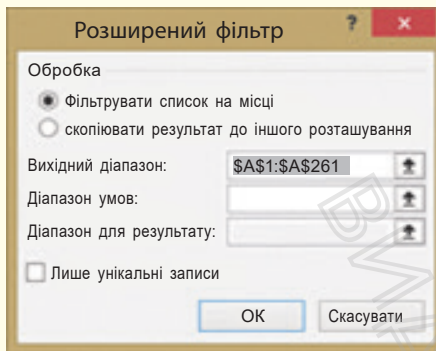 Розширений фільтр ? ×
Обробка
Фільтрувати список на місці
скопіювати результат до іншого розташування
Вихідний діапазон: $A$1:$A$261
Діапазон умов:
Діапазон для результату:
Лише унікальні записи
ОК Скасувати